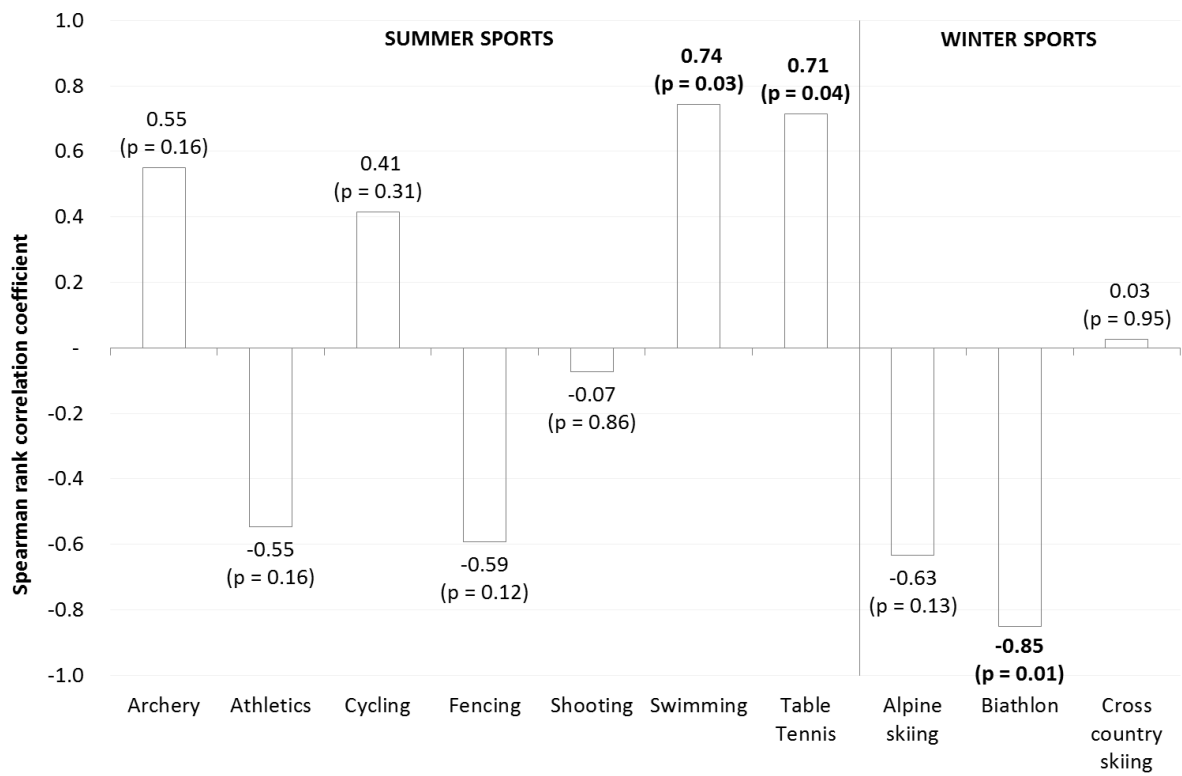 Spearman rank correlation coefficient
1.0
0.8
0.6
0.4
0.2
-
-0.2
-0.4
-0.6
-0.8
-1.0
SUMMER SPORTS
WINTER SPORTS
0.55
(p = 0.16)
-0.55
(p = 0.16)
0.41
(p = 0.31)
-0.59
(p = 0.12)
-0.07
(p = 0.86)
0.74
(p = 0.03)
0.71
(p = 0.04)
-0.63
(p = 0.13)
-0.85
(p = 0.01)
0.03
(p = 0.95)
Archery
Athletics
Cycling
Fencing
Shooting
Swimming
Table
Tennis
Alpine
skiing
Biathlon
Cross
country
skiing